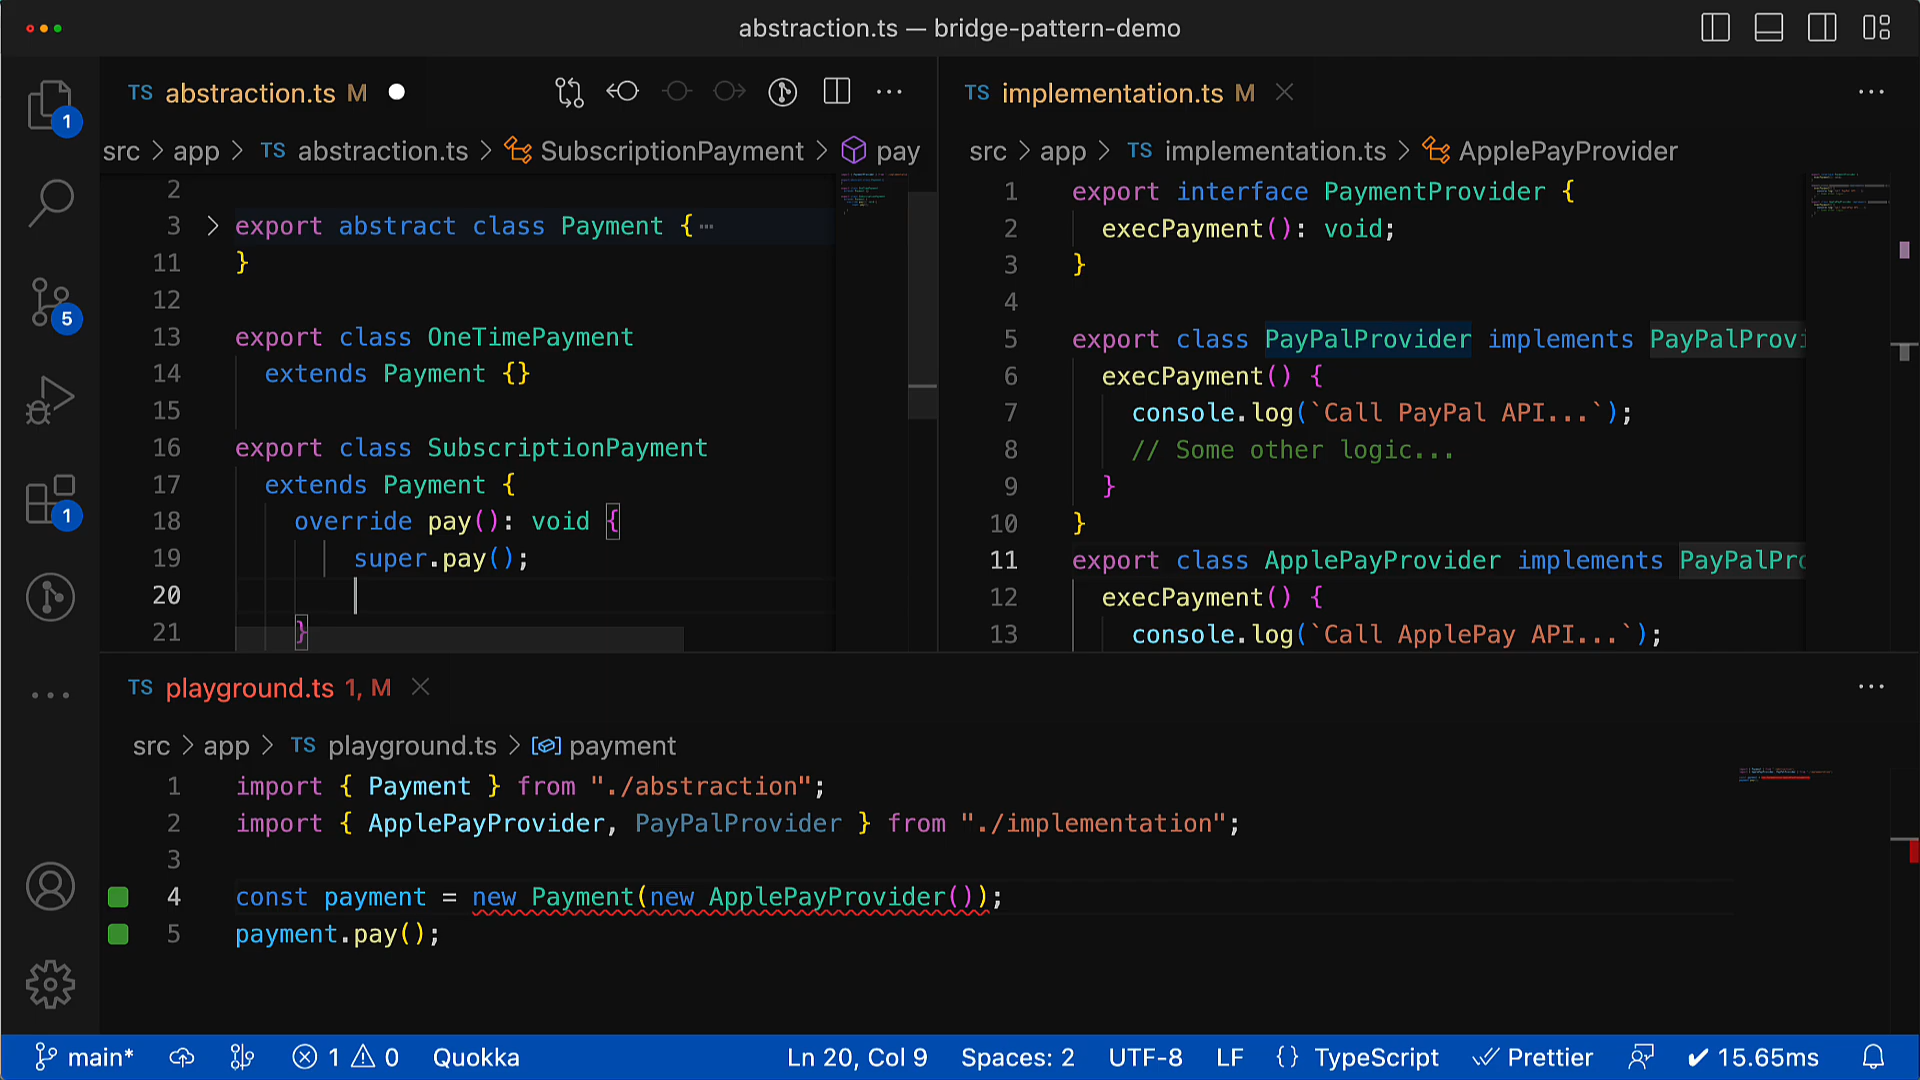 abstraction.ts — bridge-pattern-demo
TS abstraction.ts M
src > app > TS abstraction.ts > SubscriptionPayment > pay
2
3 > export abstract class Payment {…
11 }
12
13 export class OneTimePayment
14 extends Payment {}
15
16 export class SubscriptionPayment
17 extends Payment {
18 override pay(): void {
19 super.pay();
20
21 }
TS implementation.ts M
src > app > TS implementation.ts > ApplePayProvider
1 export interface PaymentProvider {
2 execPayment(): void;
3 }
4
5 export class PayPalProvider implements PayPalProvi
6 execPayment() {
7 console.log(`Call PayPal API...`);
8 // Some other logic...
9 }
10 }
11 export class ApplePayProvider implements PayPalPro
12 execPayment() {
13 console.log(`Call ApplePay API...`);
TS playground.ts 1, M
src > app > TS playground.ts > payment
1 import { Payment } from "./abstraction";
2 import { ApplePayProvider, PayPalProvider } from "./implementation";
3
4 const payment = new Payment(new ApplePayProvider());
5 payment.pay();
1
5
1
main* 1 0 Quokka Ln 20, Col 9 Spaces: 2 UTF-8 LF {} TypeScript Prettier ✔ 15.65ms